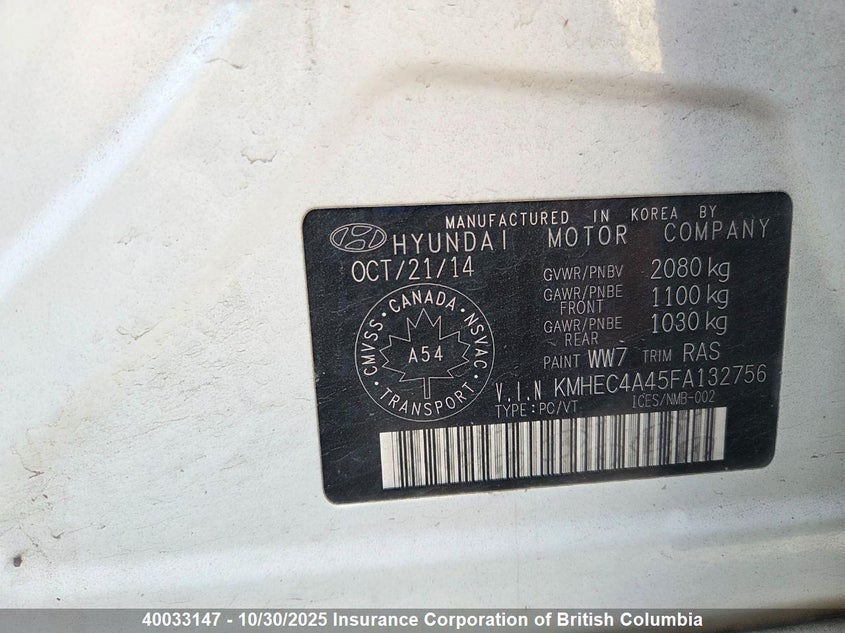 MANUFACTURED IN KOREA BY
HYUNDAI MOTOR COMPANY
OCT/21/14
GVWR/PNBV 2080 kg
GAWR/PNBE FRONT 1100 kg
GAWR/PNBE REAR 1030 kg
PAINT WW7 TRIM RAS
CMVSS · CANADA · NSVAC · TRANSPORT ·
A54
V.I.N KMHEC4A45FA132756
TYPE : PC/VT ICES/NMB-002
40033147 - 10/30/2025 Insurance Corporation of British Columbia